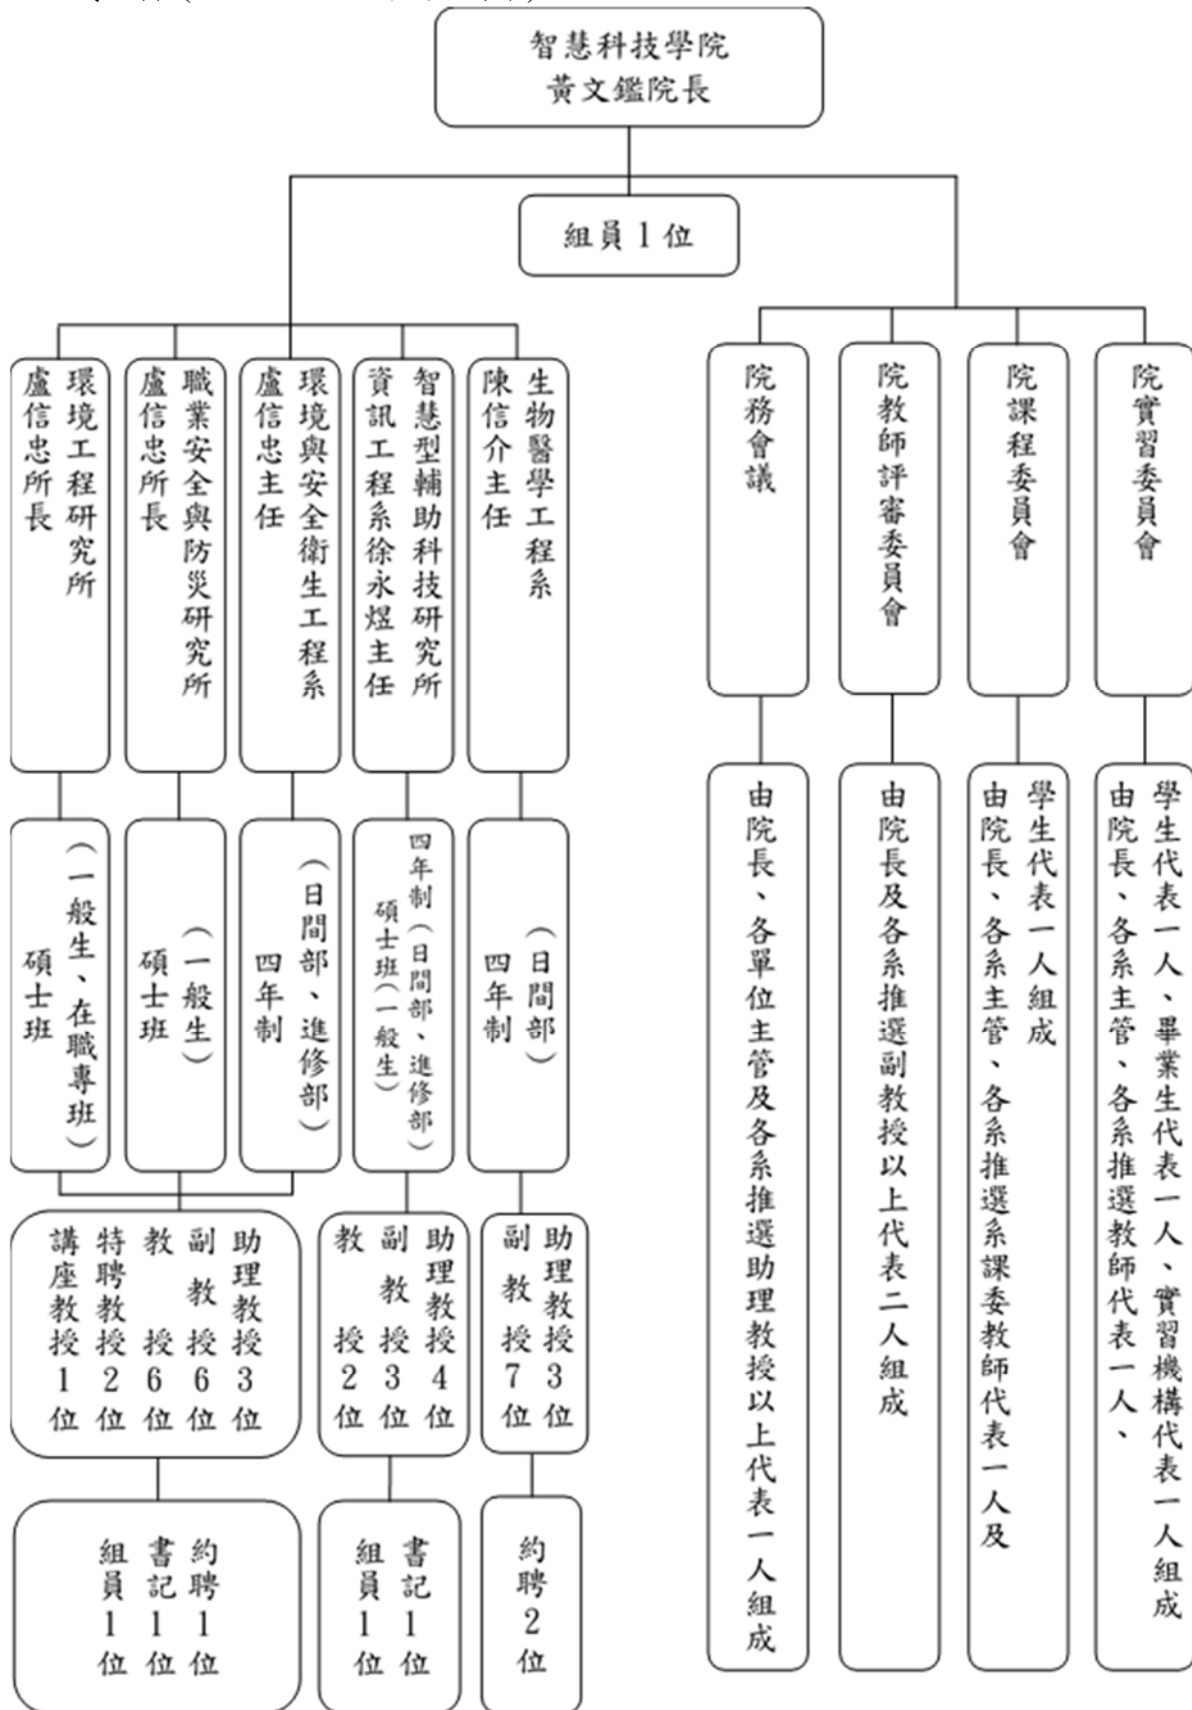 智慧科技學院
黃文鑑院長
組員1位
環境工程研究所
盧信忠所長
職業安全與防災研究所
盧信忠所長
環境與安全衛生工程系
盧信忠主任
智慧型輔助科技研究所
資訊工程系徐永煜主任
生物醫學工程系
陳信介主任
院務會議
院教師評審委員會
院課程委員會
院實習委員會
碩士班
（一般生、在職專班）
碩士班
（一般生）
四年制
（日間部、進修部）
四年制（日間部、進修部）
碩士班（一般生）
四年制
（日間部）
由院長、各單位主管及各系推選助理教授以上代表一人組成
由院長及各系推選副教授以上代表二人組成
由院長、各系主管、各系推選系課委教師代表一人及
學生代表一人組成
由院長、各系主管、各系推選教師代表一人、
學生代表一人、畢業生代表一人、實習機構代表一人組成
講座教授1位
特聘教授2位
教授6位
副教授6位
助理教授3位
教授2位
副教授3位
助理教授4位
副教授7位
助理教授3位
組員1位
書記1位
約聘1位
組員1位
書記1位
約聘2位